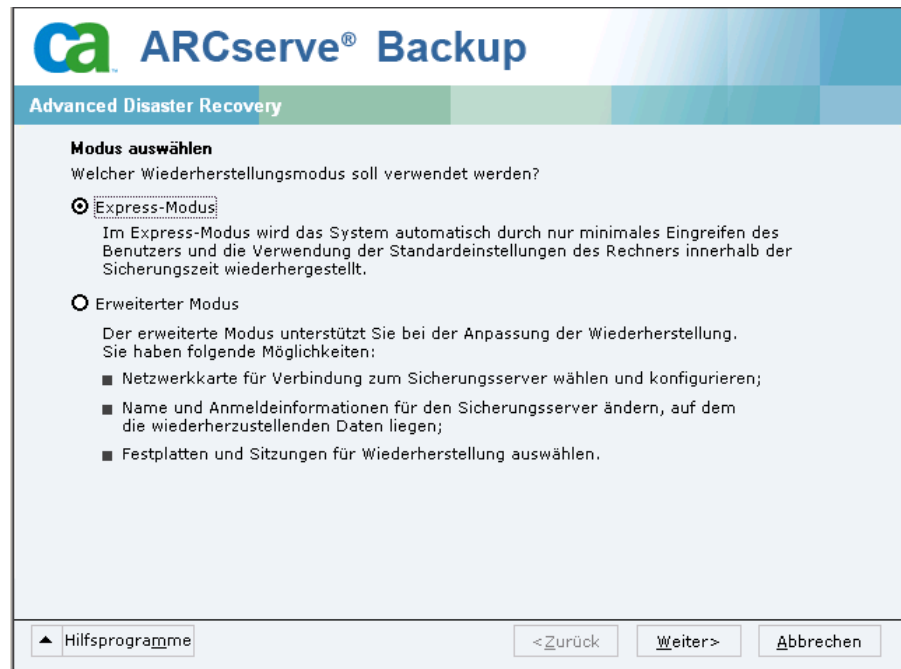 ca ARCserve® Backup
Advanced Disaster Recovery
Modus auswählen
Welcher Wiederherstellungsmodus soll verwendet werden?
Express-Modus
Im Express-Modus wird das System automatisch durch nur minimales Eingreifen des
Benutzers und die Verwendung der Standardeinstellungen des Rechners innerhalb der
Sicherungszeit wiederhergestellt.
Erweiterter Modus
Der erweiterte Modus unterstützt Sie bei der Anpassung der Wiederherstellung.
Sie haben folgende Möglichkeiten:
Netzwerkkarte für Verbindung zum Sicherungsserver wählen und konfigurieren;
Name und Anmeldeinformationen für den Sicherungsserver ändern, auf dem
die wiederherzustellenden Daten liegen;
Festplatten und Sitzungen für Wiederherstellung auswählen.
Hilfsprogramme <Zurück Weiter> Abbrechen